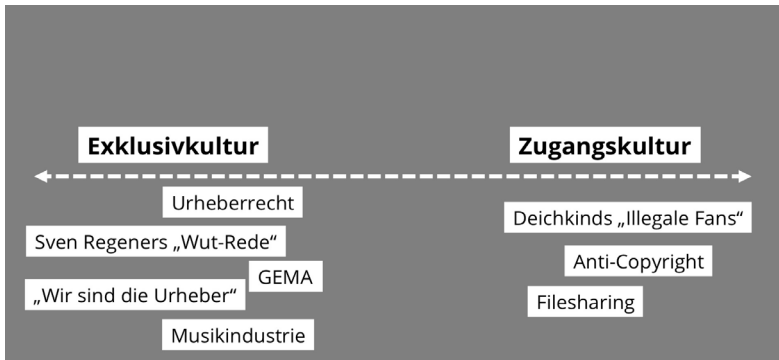 Exklusivkultur
Zugangskultur
Urheberrecht
Deichkinds „Illegale Fans“
Sven Regeners „Wut-Rede“
Anti-Copyright
GEMA
„Wir sind die Urheber“
Filesharing
Musikindustrie